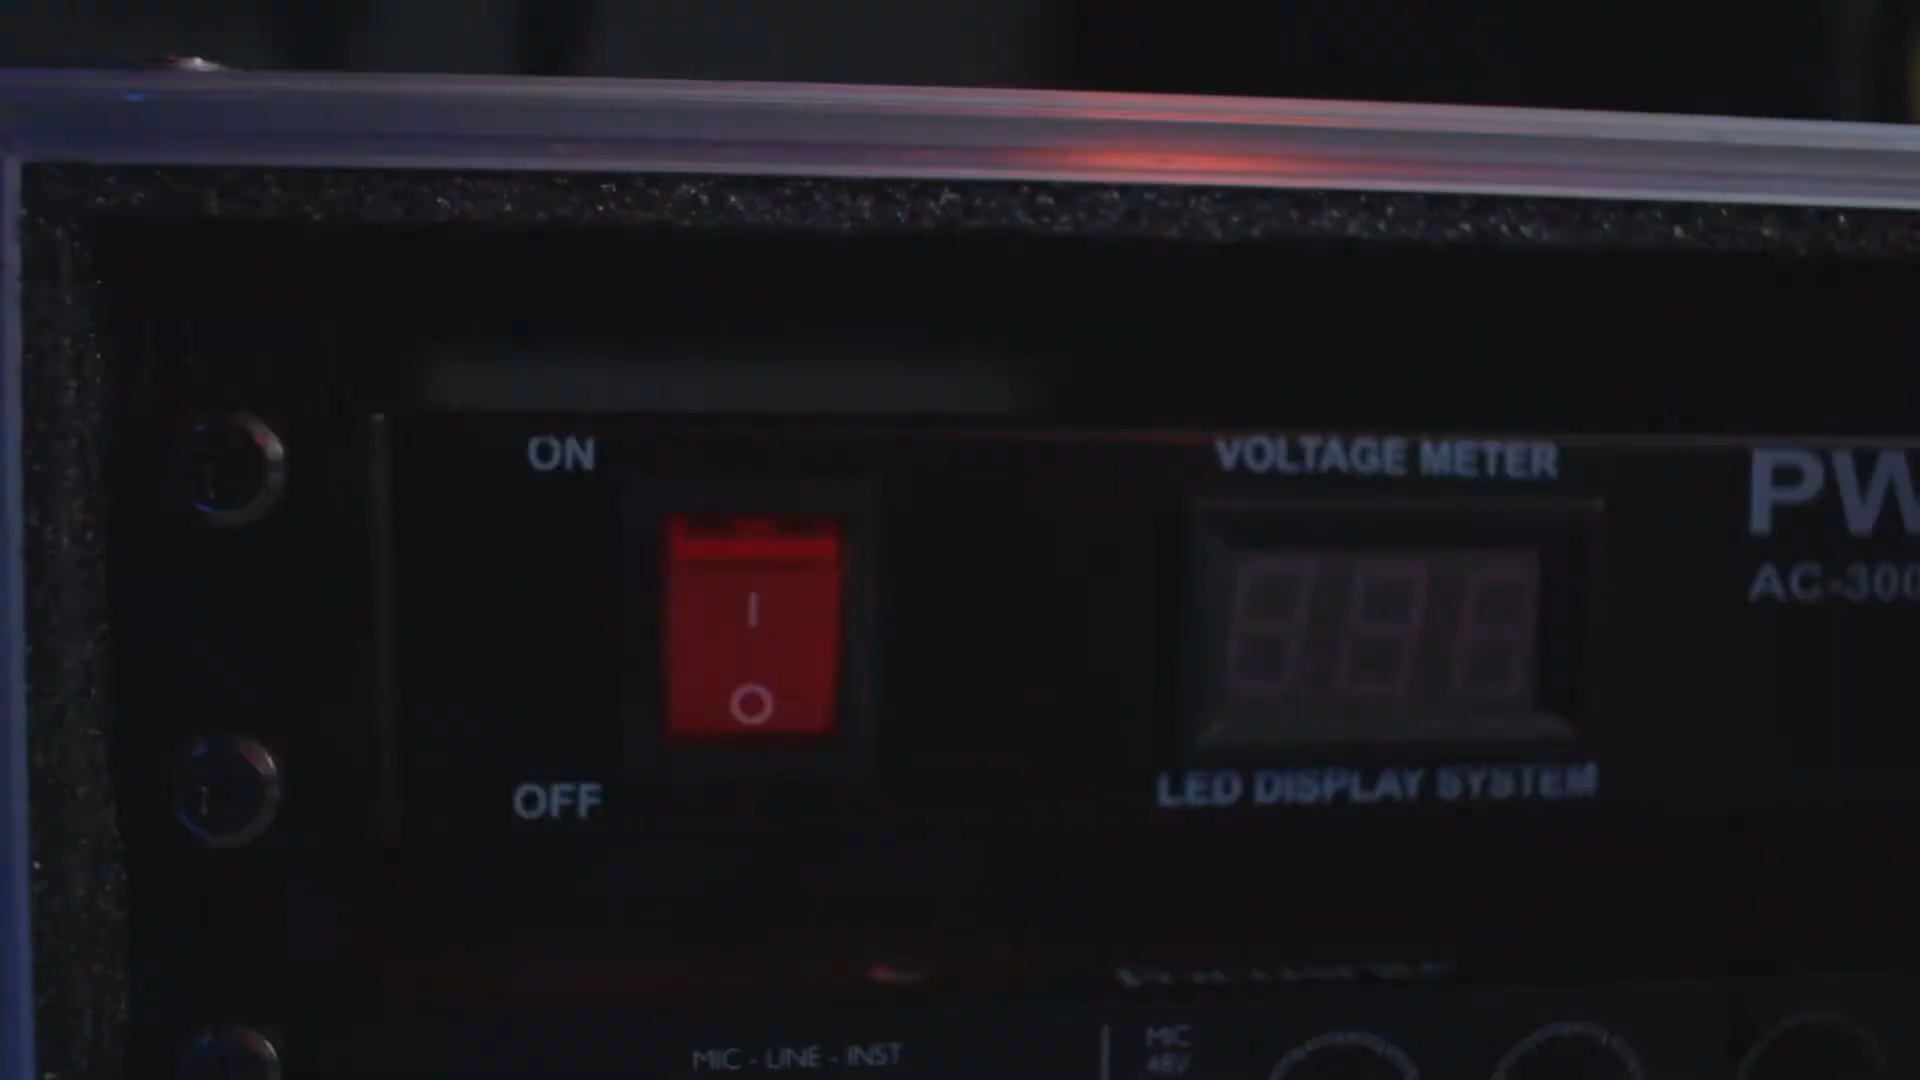 ON
VOLTAGE METER
PW
AC-300
I
O
OFF
LED DISPLAY SYSTEM
MIC - LINE - INST
MIC
48V